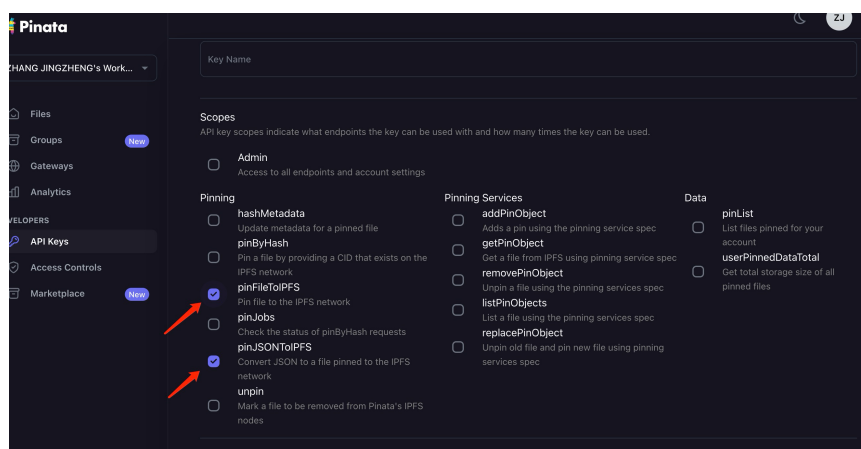 Pinata
ZJ
ZHANG JINGZHENG's Work...
Files
Groups
New
Gateways
Analytics
VELOPERS
API Keys
Access Controls
Marketplace
New
Key Name
Scopes
API key scopes indicate what endpoints the key can be used with and how many times the key can be used.
Admin
Access to all endpoints and account settings
Pinning
hashMetadata
Update metadata for a pinned file
pinByHash
Pin a file by providing a CID that exists on the
IPFS network
pinFileToIPFS
Pin file to the IPFS network
pinJobs
Check the status of pinByHash requests
pinJSONToIPFS
Convert JSON to a file pinned to the IPFS
network
unpin
Mark a file to be removed from Pinata's IPFS
nodes
Pinning Services
addPinObject
Adds a pin using the pinning service spec
getPinObject
Get a file from IPFS using pinning service spec
removePinObject
Unpin a file using the pinning services spec
listPinObjects
List a file using the pinning services spec
replacePinObject
Unpin old file and pin new file using pinning
services spec
Data
pinList
List files pinned for your
account
userPinnedDataTotal
Get total storage size of all
pinned files